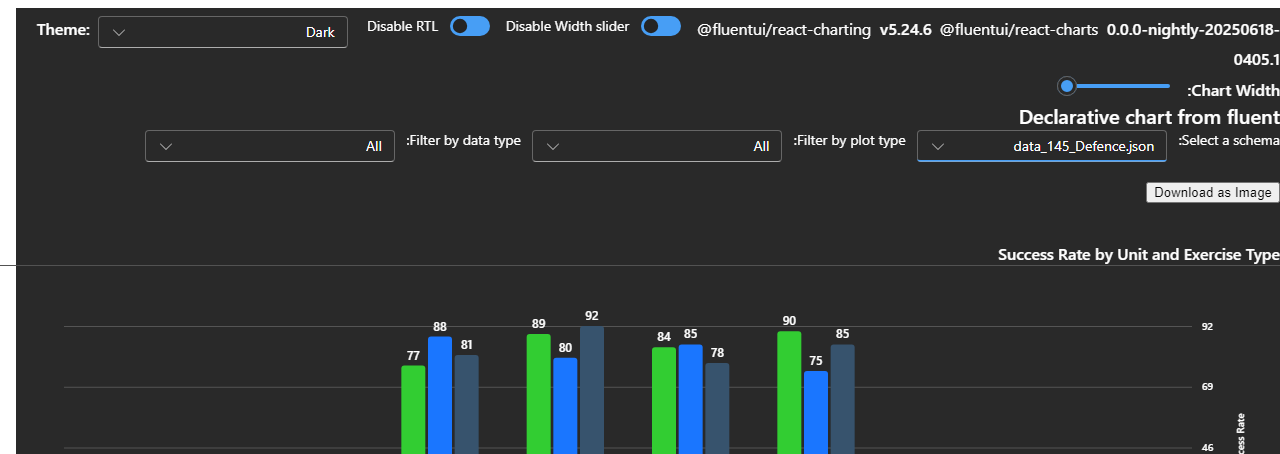 Theme: Dark Disable RTL Disable Width slider @fluentui/react-charting v5.24.6 @fluentui/react-charts 0.0.0-nightly-20250618-
0405.1
:Chart Width
Declarative chart from fluent
:Select a schema data_145_Defence.json :Filter by plot type All :Filter by data type All
Download as Image
Success Rate by Unit and Exercise Type
92
69
46
77 88 81
89 80 92
84 85 78
90 75 85